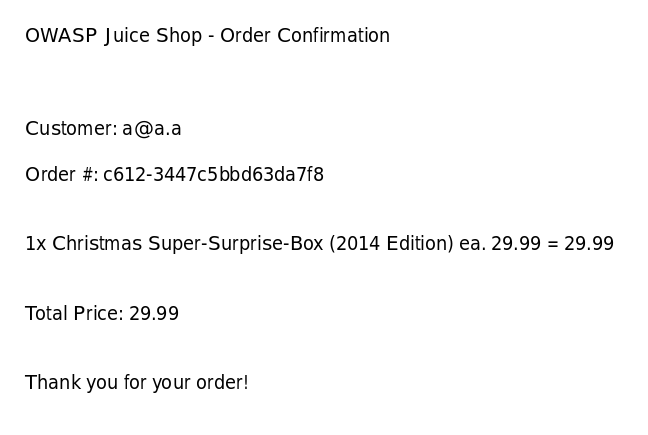 OWASP Juice Shop - Order Confirmation
Customer: a@a.a
Order #: c612-3447c5bbd63da7f8
1x Christmas Super-Surprise-Box (2014 Edition) ea. 29.99 = 29.99
Total Price: 29.99
Thank you for your order!